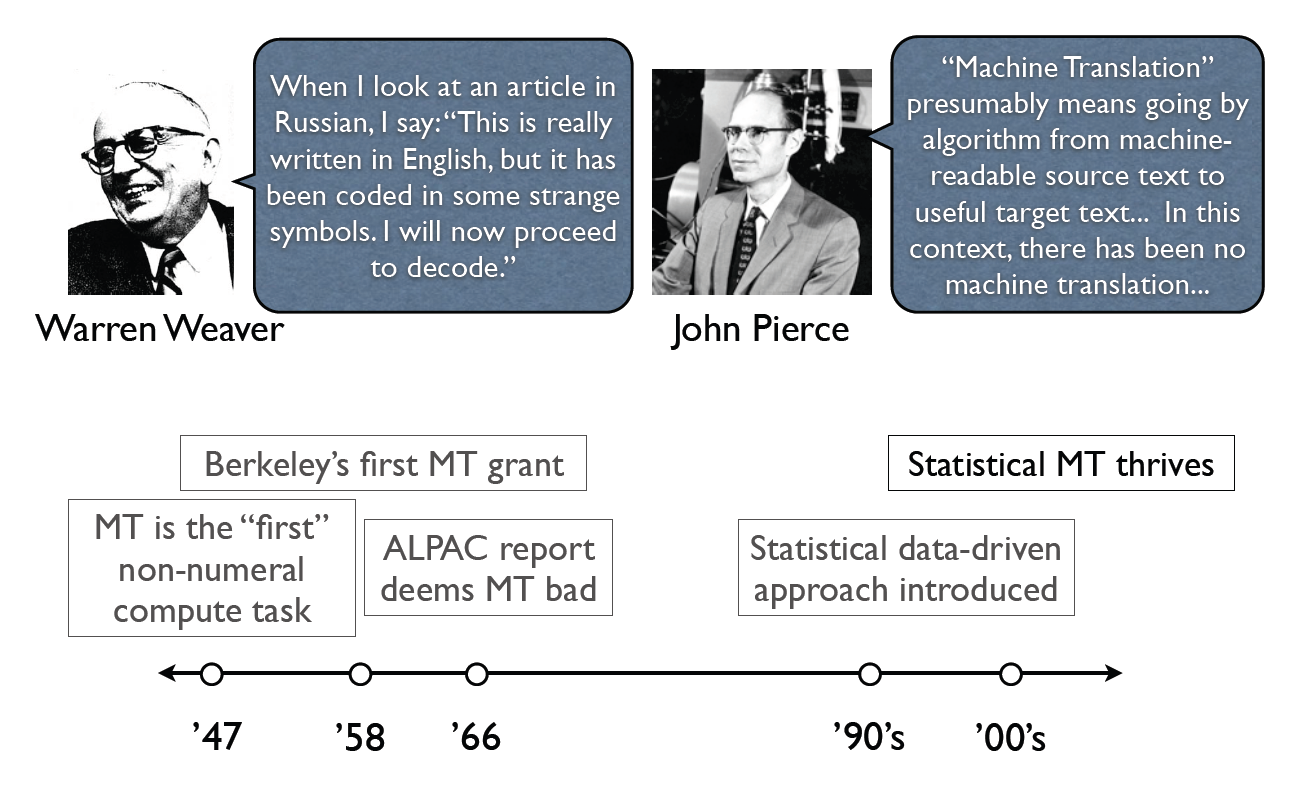 When I look at an article in
Russian, I say: “This is really
written in English, but it has
been coded in some strange
symbols. I will now proceed
to decode.”
Warren Weaver
“Machine Translation”
presumably means going by
algorithm from machine-
readable source text to
useful target text... In this
context, there has been no
machine translation...
John Pierce
Berkeley’s first MT grant
Statistical MT thrives
MT is the “first”
non-numeral
compute task
ALPAC report
deems MT bad
Statistical data-driven
approach introduced
’47
’58
’66
’90’s
’00’s